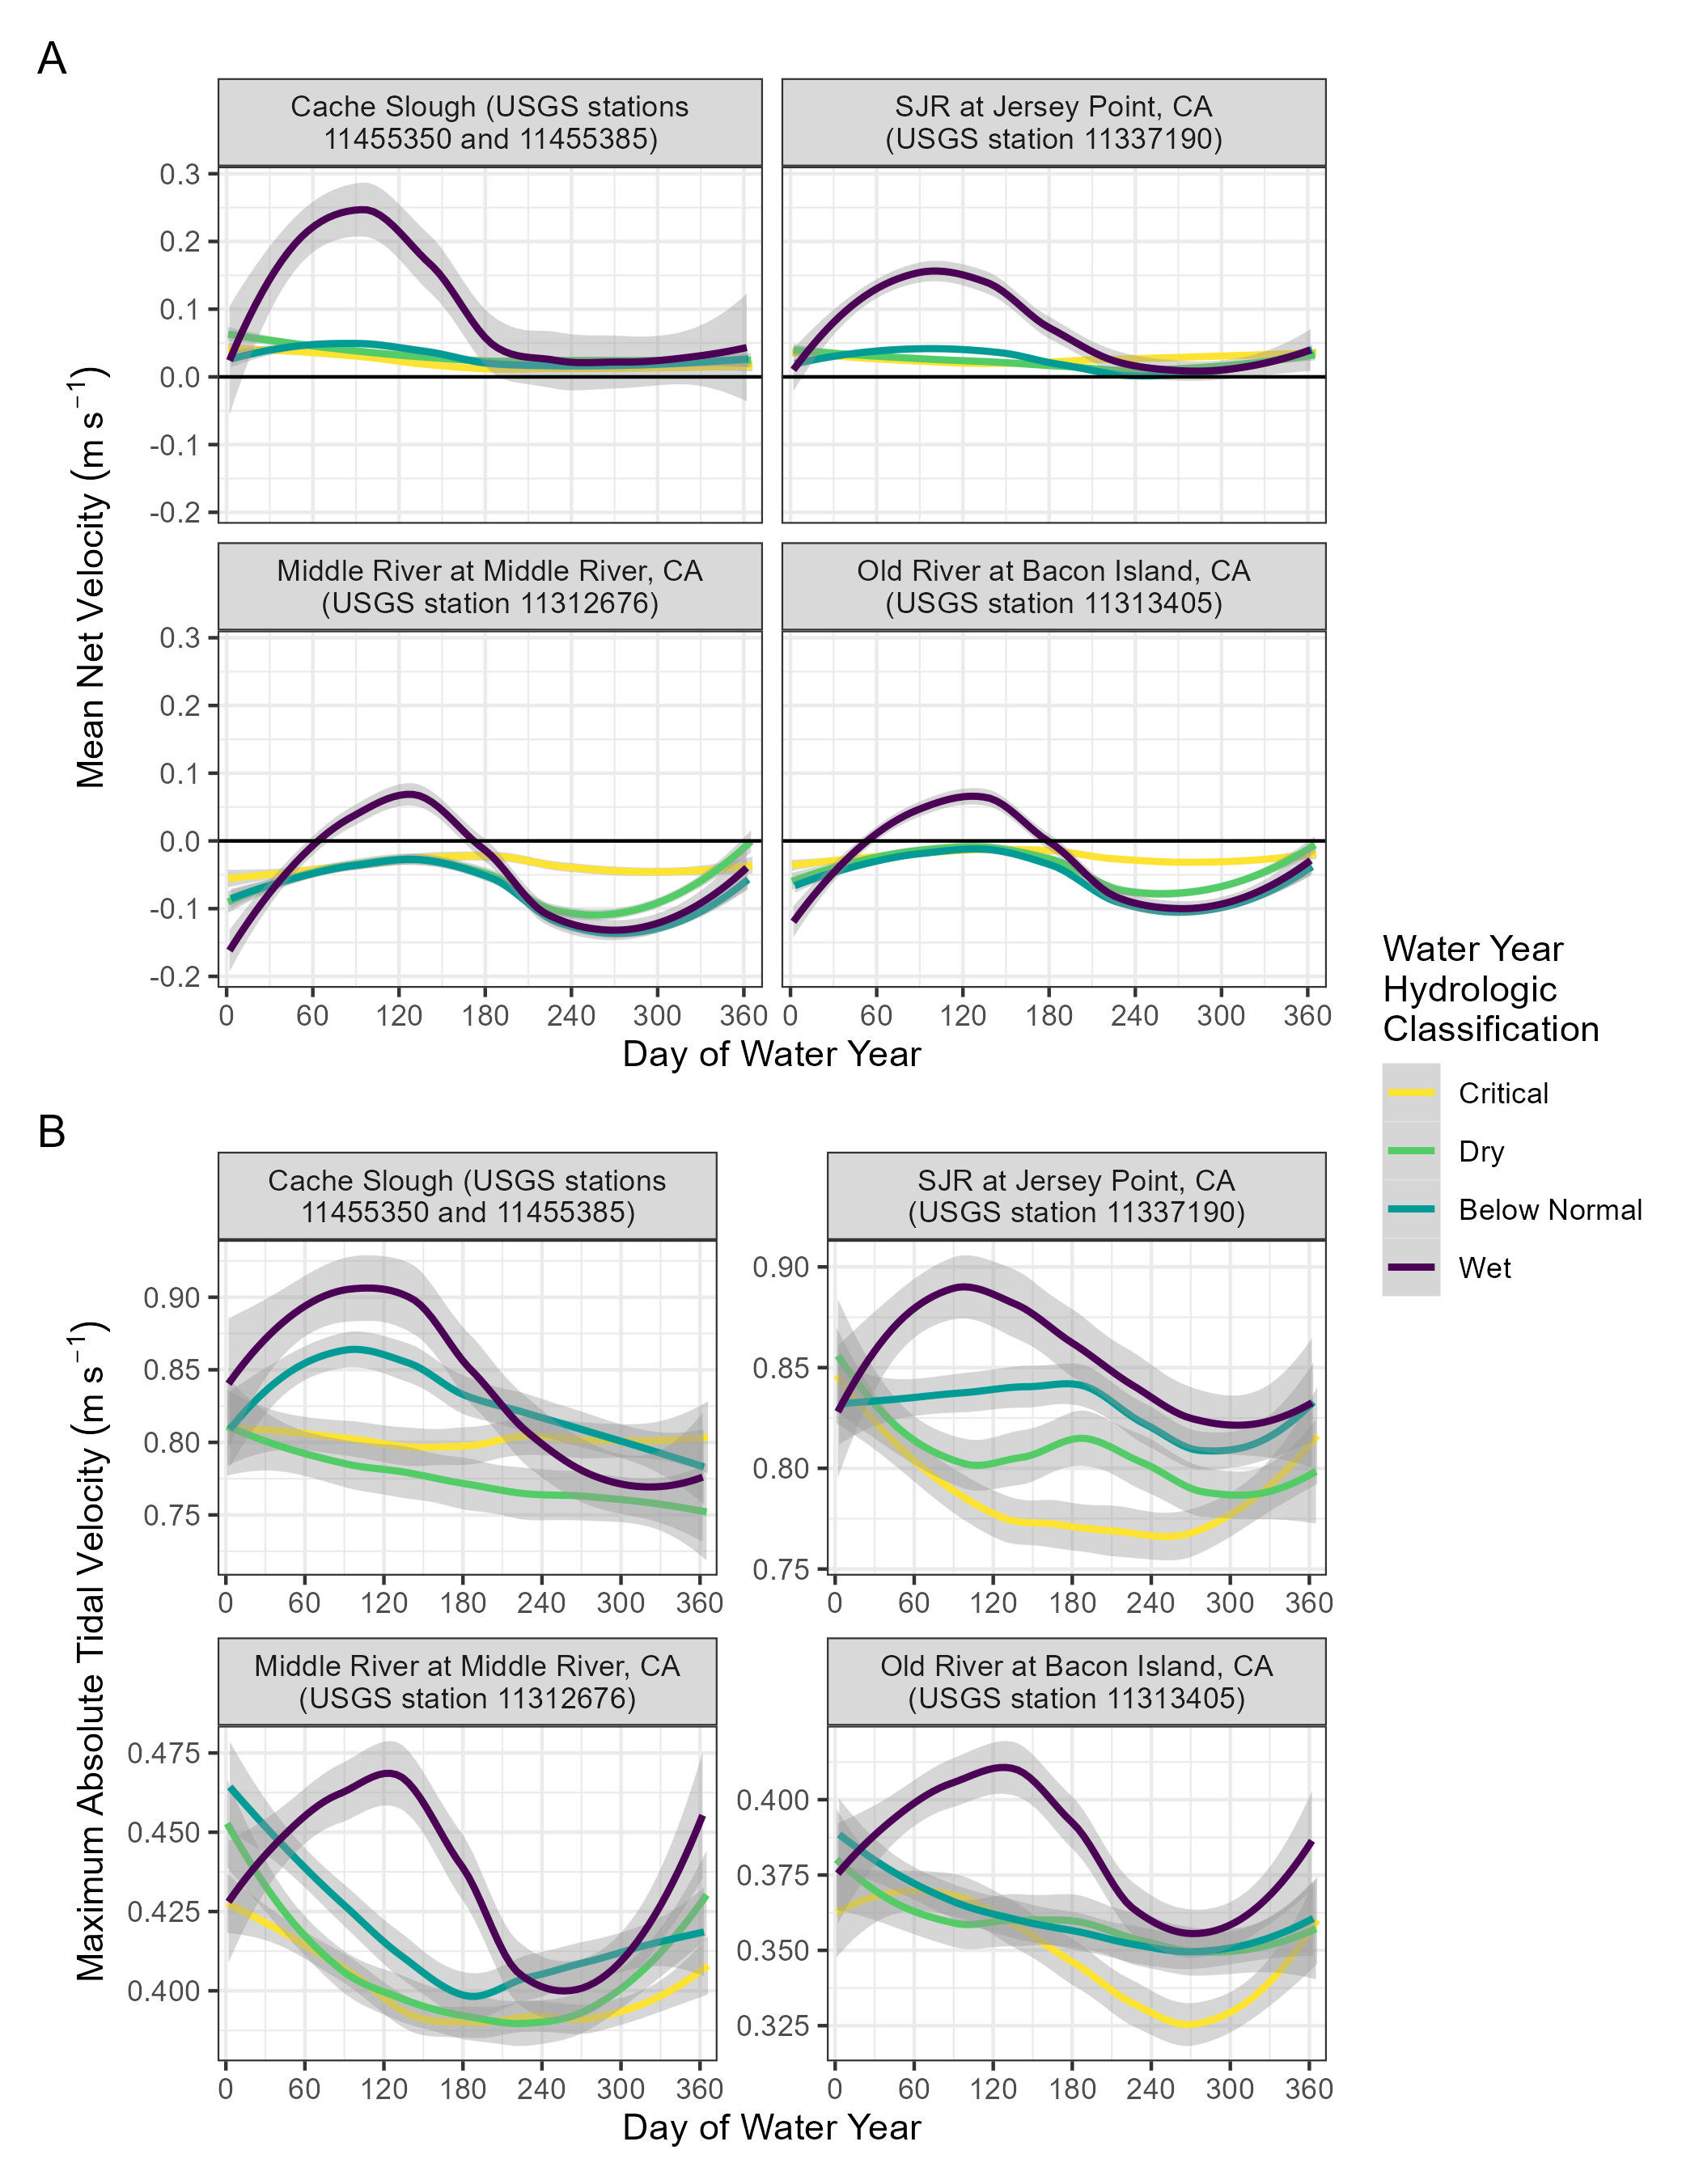 A
Cache Slough (USGS stations
11455350 and 11455385)
SJR at Jersey Point, CA
(USGS station 11337190)
0.3
0.2
0.1
0.0
-0.1
-0.2
Middle River at Middle River, CA
(USGS station 11312676)
Old River at Bacon Island, CA
(USGS station 11313405)
0.3
0.2
0.1
0.0
-0.1
-0.2
0 60 120 180 240 300 360
0 60 120 180 240 300 360
Mean Net Velocity (m s⁻¹)
Day of Water Year
Water Year
Hydrologic
Classification
Critical
Dry
Below Normal
Wet
B
Cache Slough (USGS stations
11455350 and 11455385)
SJR at Jersey Point, CA
(USGS station 11337190)
0.90
0.85
0.80
0.75
0.90
0.85
0.80
0.75
0 60 120 180 240 300 360
0 60 120 180 240 300 360
Middle River at Middle River, CA
(USGS station 11312676)
Old River at Bacon Island, CA
(USGS station 11313405)
0.475
0.450
0.425
0.400
0.400
0.375
0.350
0.325
0 60 120 180 240 300 360
0 60 120 180 240 300 360
Maximum Absolute Tidal Velocity (m s⁻¹)
Day of Water Year